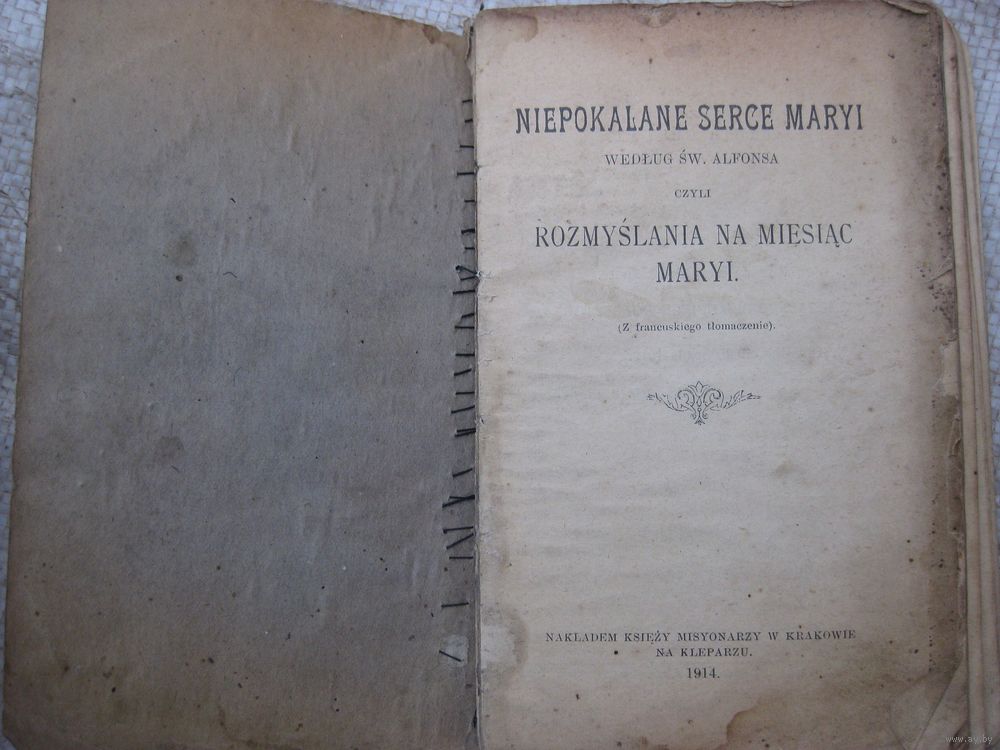 NIEPOKALANE SERCE MARYI
WEDŁUG ŚW. ALFONSA
CZYLI
ROZMYŚLANIA NA MIESIĄC
MARYI.
(Z francuskiego tłomaczenie).
NAKŁADEM KSIĘŻY MISYONARZY W KRAKOWIE
NA KLEPARZU.
1914.
www.ay.by